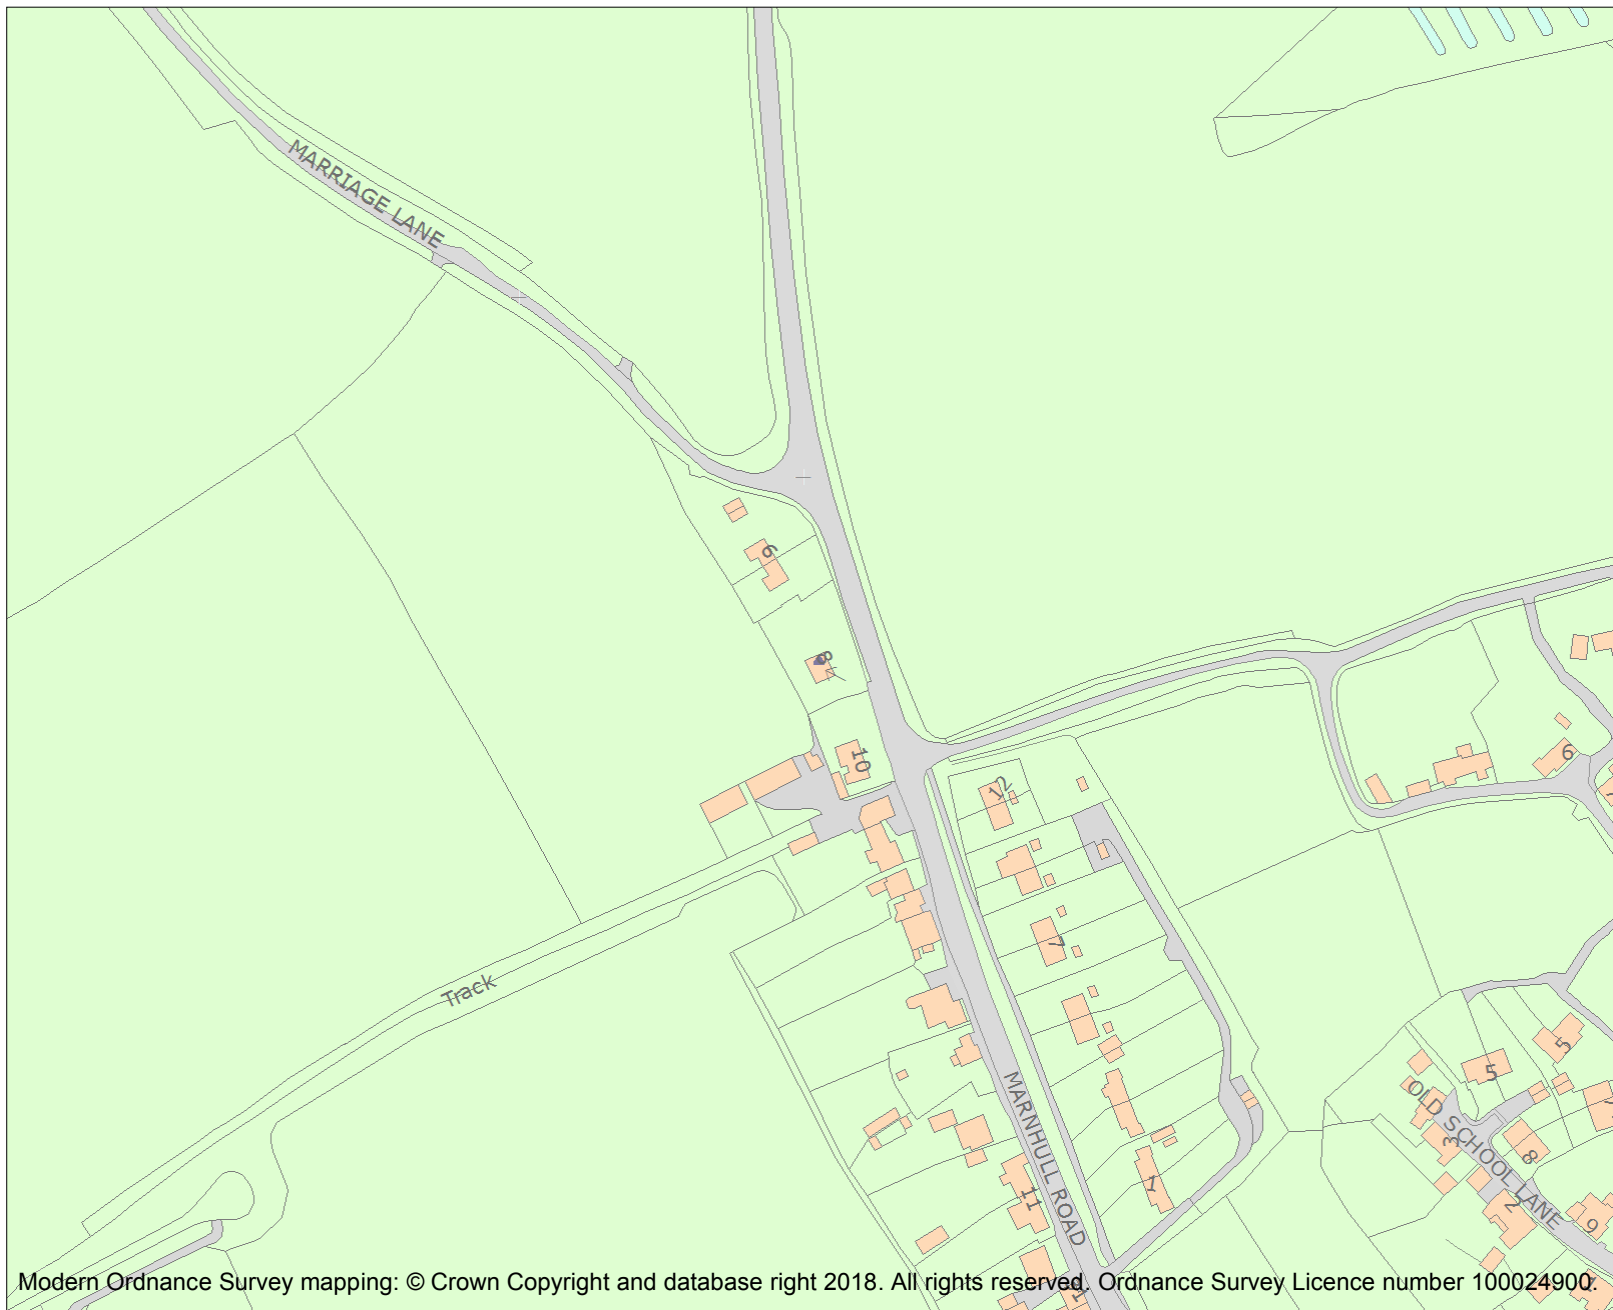 MARRIAGE LANE
6
8
10
12
6
7
Track
5
5
OLD SCHOOL LANE
3
8
MARNHULL ROAD
1
11
2
9
Modern Ordnance Survey mapping: © Crown Copyright and database right 2018. All rights reserved. Ordnance Survey Licence number 100024900.